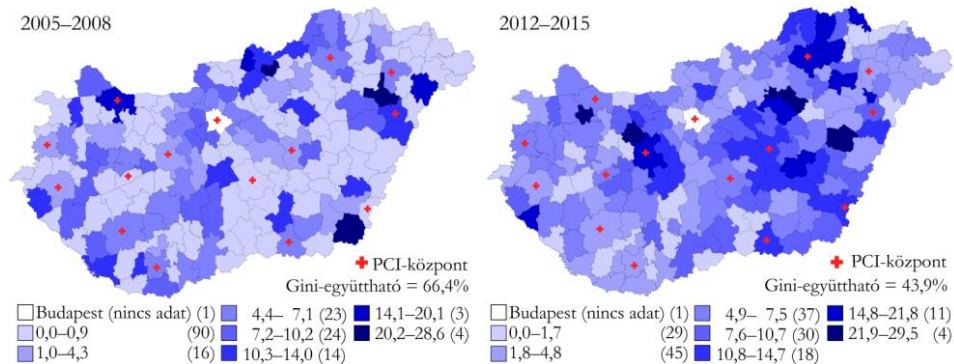 2005–2008
PCI-központ
Gini-együttható = 66,4%
Budapest (nincs adat) (1)
0,0–0,9 (90)
1,0–4,3 (16)
4,4– 7,1 (23)
7,2–10,2 (24)
10,3–14,0 (14)
14,1–20,1 (3)
20,2–28,6 (4)
2012–2015
PCI-központ
Gini-együttható = 43,9%
Budapest (nincs adat) (1)
0,0–1,7 (29)
1,8–4,8 (45)
4,9– 7,5 (37)
7,6–10,7 (30)
10,8–14,7 (18)
14,8–21,8 (11)
21,9–29,5 (4)